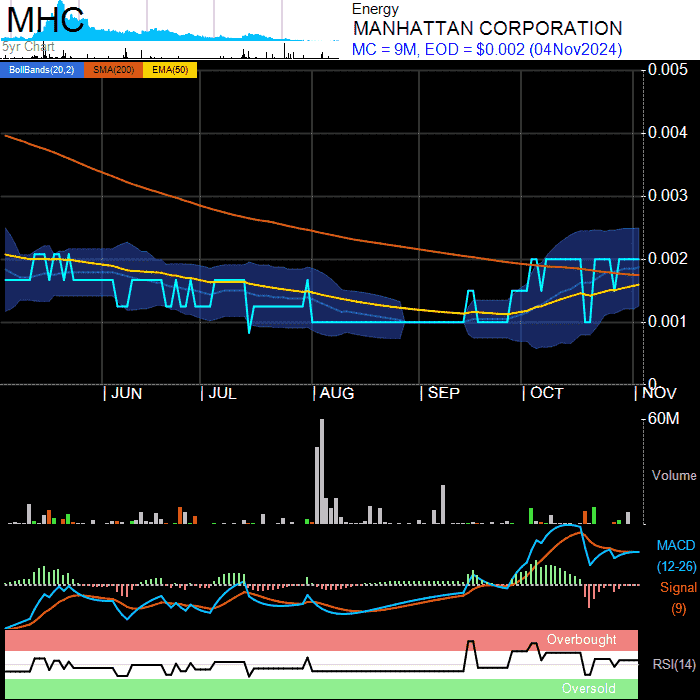 MHC
5yr Chart
Energy
MANHATTAN CORPORATION
MC = 9M, EOD = $0.002 (04Nov2024)
BollBands(20,2) SMA(200) EMA(50)
0.005
0.004
0.003
0.002
0.001
0
JUN JUL AUG SEP OCT NOV
60M
Volume
MACD
(12-26)
Signal
(9)
Overbought
RSI(14)
Oversold